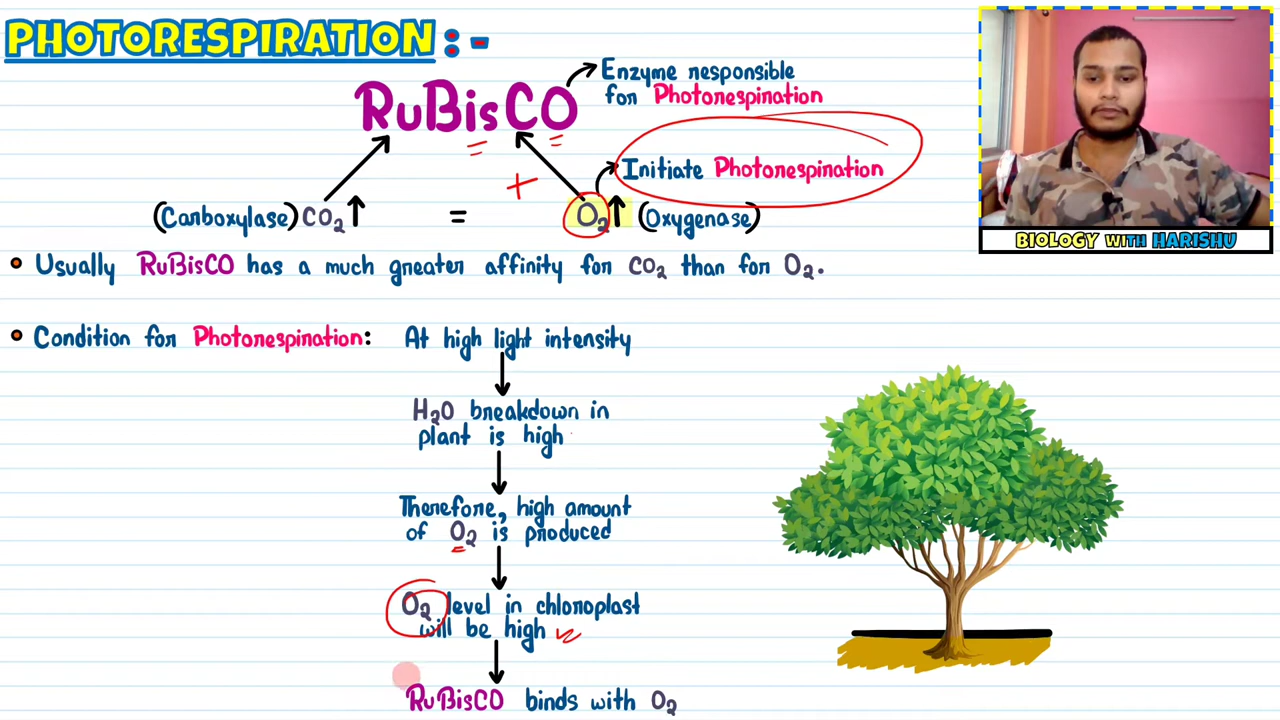 PHOTORESPIRATION :-
RuBisCO
Enzyme responsible
for Photorespiration
Initiate Photorespiration
(Carboxylase) CO₂ ↑ = + O₂ ↑ (Oxygenase)
BIOLOGY WITH HARISHU
• Usually RuBisCO has a much greater affinity for CO₂ than for O₂.
• Condition for Photorespiration: At high light intensity
H₂O breakdown in
plant is high
Therefore, high amount
of O₂ is produced
O₂ level in chloroplast
will be high
RuBisCO binds with O₂